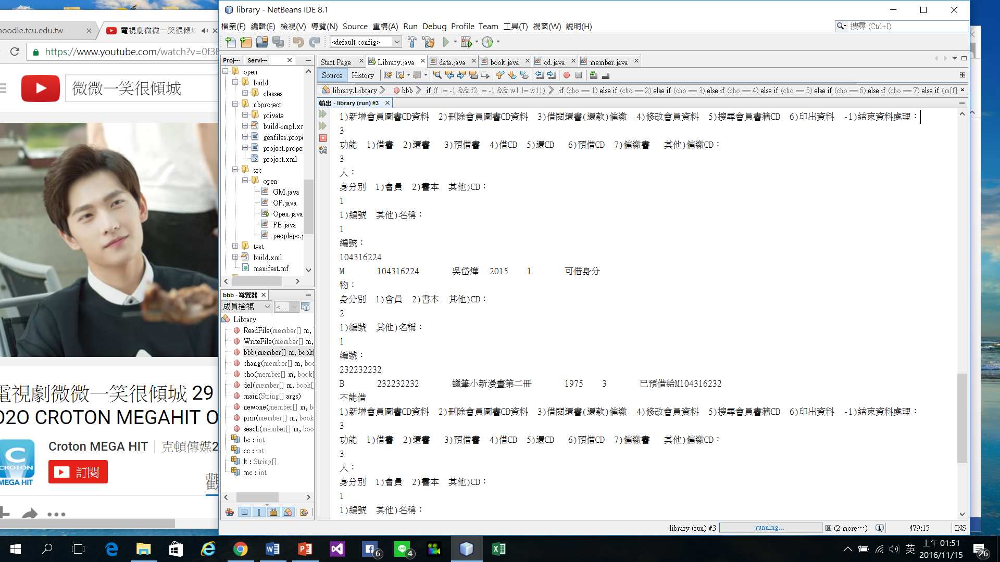 library - NetBeans IDE 8.1
檔案(F) 編輯(E) 檢視(V) 導覽(N) Source 重構(A) Run Debug Profile Team 工具(T) 視窗(W) 說明(H)
搜尋 (Ctrl+I)
<default config>
noodle.tcu.edu.tw
電視劇微微一笑很傾城
https://www.youtube.com/watch?v=0f3
微微一笑很傾城
電視劇微微一笑很傾城 29
O2O CROTON MEGAHIT O
Croton MEGA HIT
克頓傳媒2
訂閱
CROTON
MEGA HIT
觀
Proj···
Servi···
open
build
classes
nbproject
private
build-impl.xm
genfiles.prope
project.proper
project.xml
src
open
GM.java
OP.java
Open.java
PE.java
peoplepc.j
test
build.xml
manifest.mf
bbb - 導覽器
成員檢視
<...
Library
ReadFile(member[] m,
WriteFile(member[] m,
bbb(member[] m, book[
chang(member[] m, boo
cho(member[] m, book[
del(member[] m, book[]
main(String[] args)
newone(member[] m, b
prin(member[] m, book
seach(member[] m, boo
bc : int
cc : int
k : String[]
mc : int
Start Page
Library.java
data.java
book.java
cd.java
member.java
Source
History
library.Library
bbb
if (f != -1 && f2 != -1 && w1 != w11)
if (cho == 1) else if (cho == 2) else if (cho == 3) else if (cho == 4) else if (cho == 5) else if (cho == 6) else if (cho == 7) else if (m[f]
輸出 - library (run) #3
1)新增會員圖書CD資料 2)刪除會員圖書CD資料 3)借閱還書(還款)催繳 4)修改會員資料 5)搜尋會員書籍CD 6)印出資料 -1)結束資料處理：
3
功能 1)借書 2)還書 3)預借書 4)借CD 5)還CD 6)預借CD 7)催繳書 其他)催繳CD：
3
人：
身分別 1)會員 2)書本 其他)CD：
1
1)編號 其他)名稱：
1
編號：
104316224
M 104316224 吳岱燁 2015 1 可借身分
物：
身分別 1)會員 2)書本 其他)CD：
2
1)編號 其他)名稱：
1
編號：
232232232
B 232232232 蠟筆小新漫畫第二冊 1975 3 已預借給M104316232
不能借
1)新增會員圖書CD資料 2)刪除會員圖書CD資料 3)借閱還書(還款)催繳 4)修改會員資料 5)搜尋會員書籍CD 6)印出資料 -1)結束資料處理：
3
功能 1)借書 2)還書 3)預借書 4)借CD 5)還CD 6)預借CD 7)催繳書 其他)催繳CD：
3
人：
身分別 1)會員 2)書本 其他)CD：
1
1)編號 其他)名稱：
library (run) #3
running...
(2 more···)
479:15
INS
6
4
英
上午 01:51
2016/11/15
26